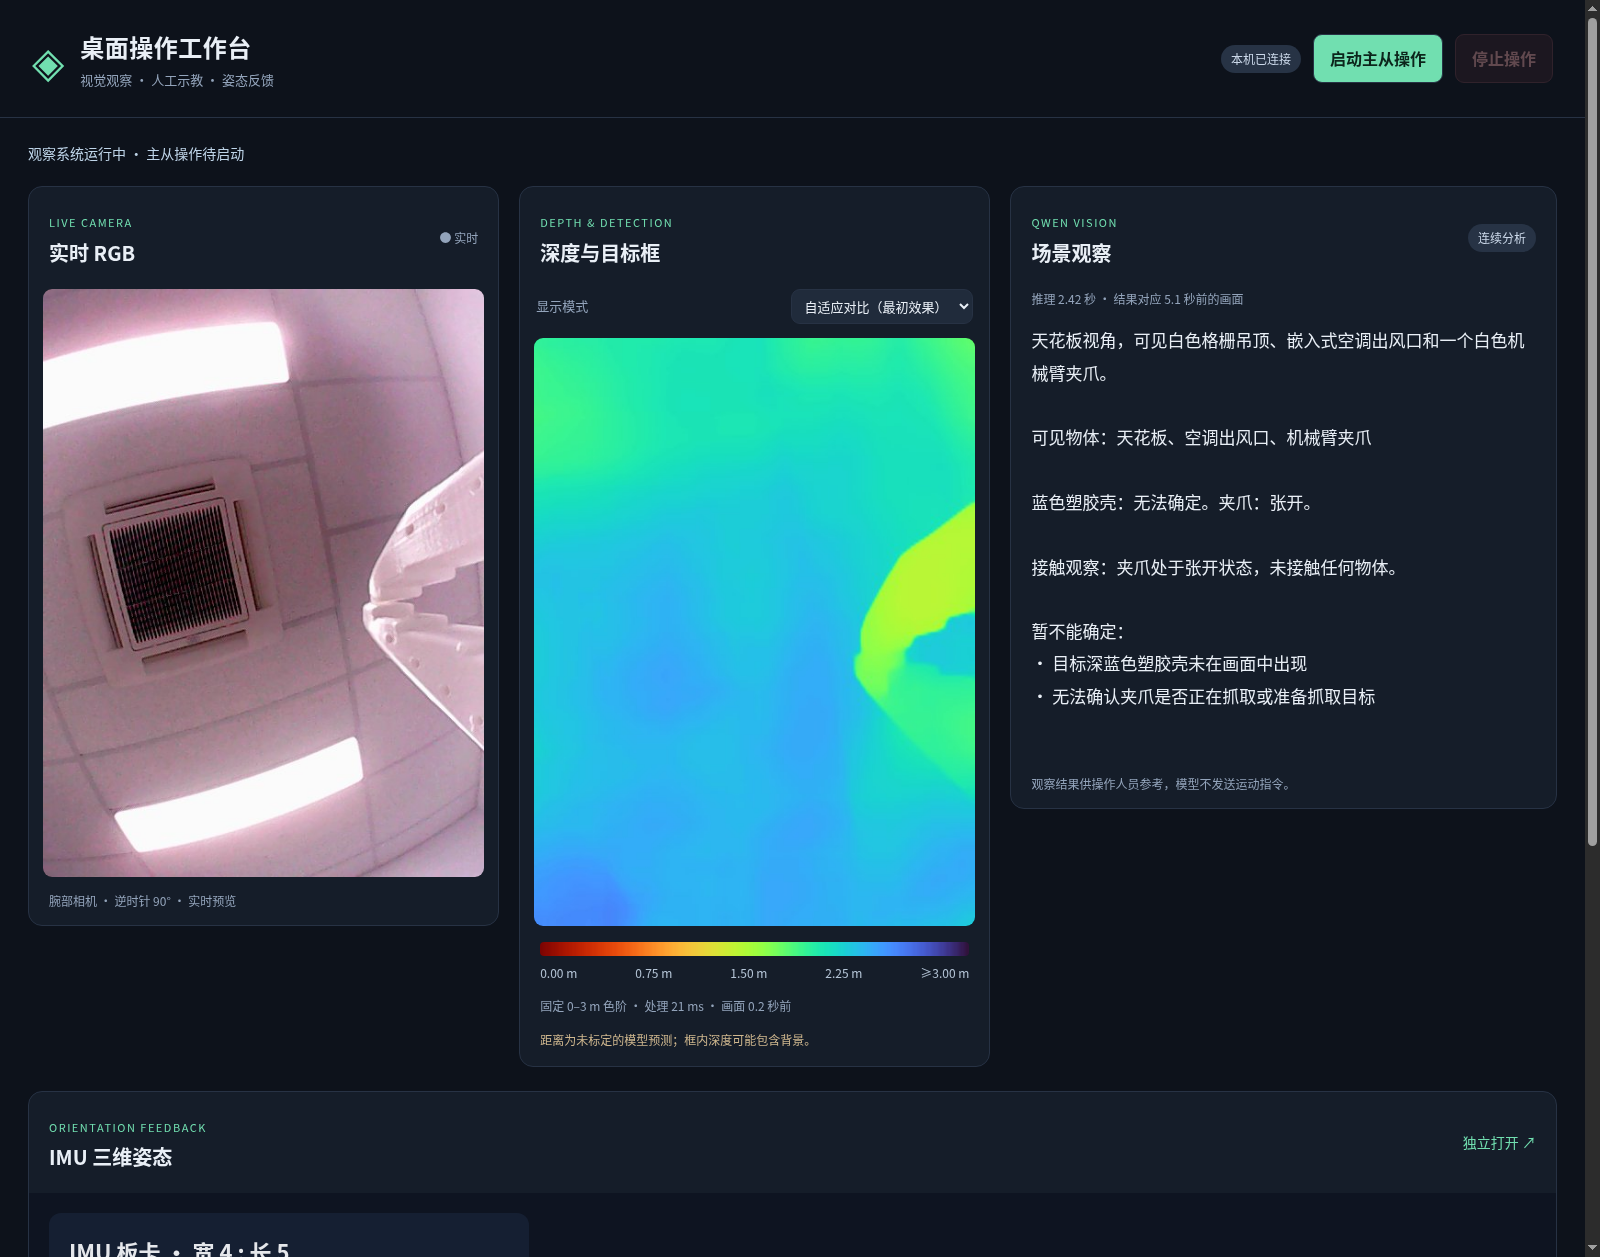 桌面操作工作台
视觉观察 · 人工示教 · 姿态反馈
本机已连接
启动主从操作
停止操作
观察系统运行中 · 主从操作待启动
LIVE CAMERA
实时 RGB
实时
腕部相机 · 逆时针 90° · 实时预览
DEPTH & DETECTION
深度与目标框
显示模式
自适应对比（最初效果）
0.00 m
0.75 m
1.50 m
2.25 m
≥3.00 m
固定 0–3 m 色阶 · 处理 21 ms · 画面 0.2 秒前
距离为未标定的模型预测；框内深度可能包含背景。
QWEN VISION
场景观察
连续分析
推理 2.42 秒 · 结果对应 5.1 秒前的画面
天花板视角，可见白色格栅吊顶、嵌入式空调出风口和一个白色机
械臂夹爪。
可见物体：天花板、空调出风口、机械臂夹爪
蓝色塑胶壳：无法确定。夹爪：张开。
接触观察：夹爪处于张开状态，未接触任何物体。
暂不能确定：
· 目标深蓝色塑胶壳未在画面中出现
· 无法确认夹爪是否正在抓取或准备抓取目标
观察结果供操作人员参考，模型不发送运动指令。
ORIENTATION FEEDBACK
IMU 三维姿态
独立打开 ↗
IMU 板卡 · 宽 4 : 长 5